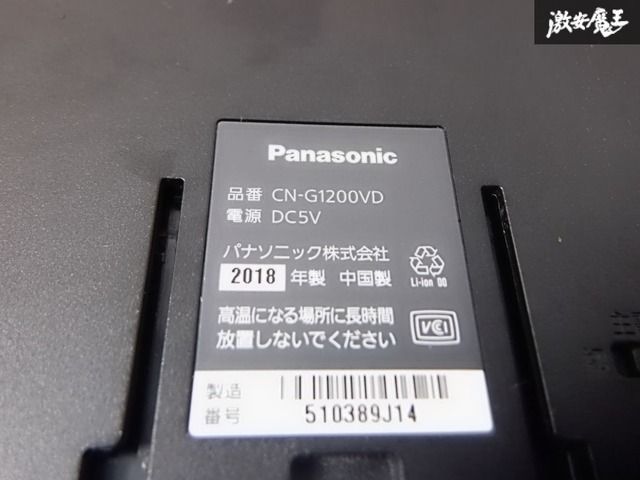 激安魔王
Panasonic
品番 CN-G1200VD
電源 DC5V
パナソニック株式会社
2018 年製 中国製
Li-ion 00
高温になる場所に長時間
放置しないでください
VCCI
製造
番号 510389J14